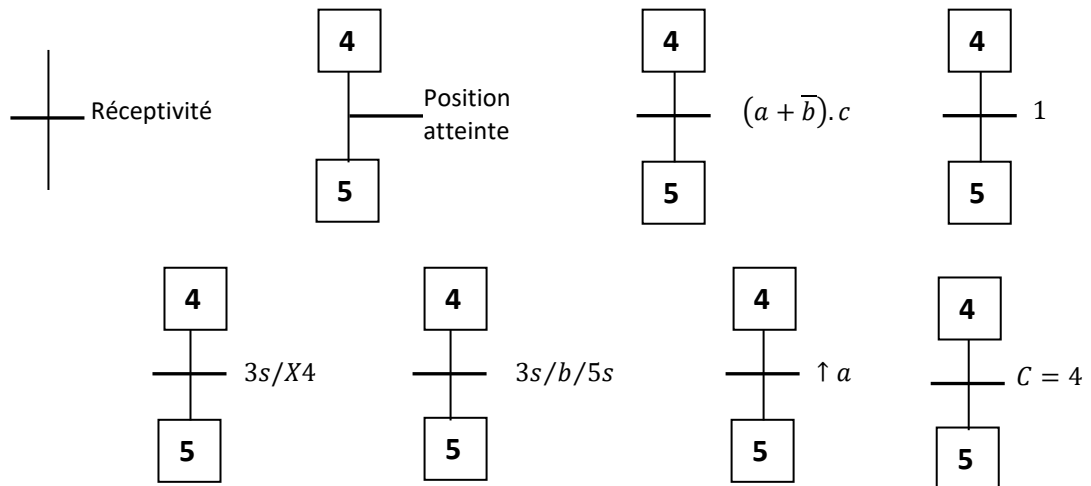 4 4 4
Réceptivité
Position
atteinte
(a + b̅). c
1
5 5 5
4 4 4 4
3s/X4
3s/b/5s
↑ a
C = 4
5 5 5 5